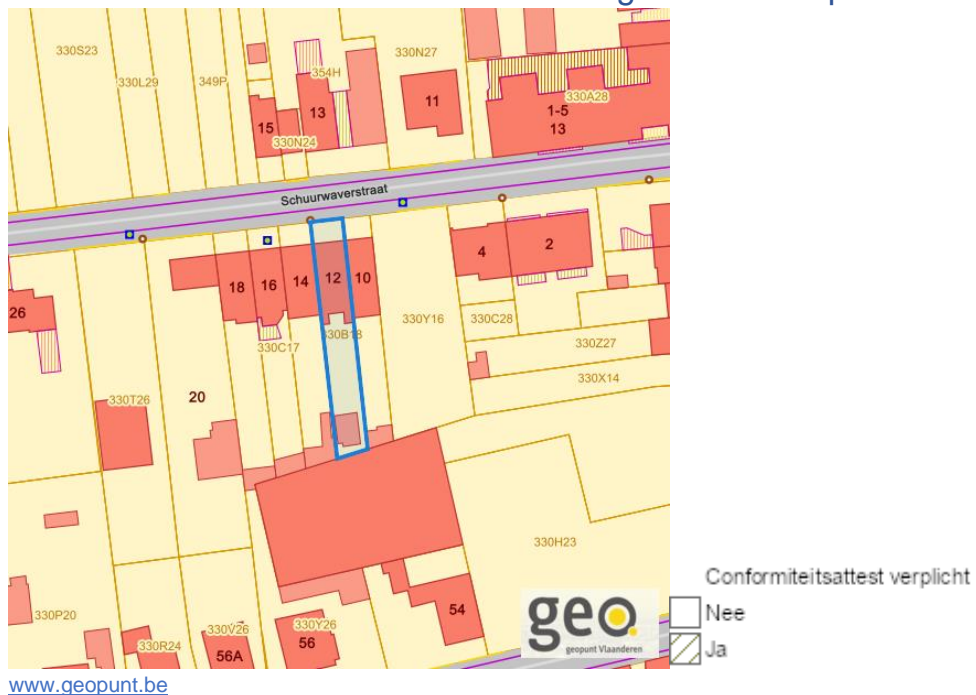 330S23
330L29
349P
354H
330N27
330A28
1-5
13
11
13
15
330N24
Schuurwaverstraat
4
2
18
16
14
12
10
26
330C17
330B18
330Y16
330C28
330Z27
330X14
330T26
20
330H23
54
330P20
330R24
330V26
56A
330Y26
56
geo.
geopunt Vlaanderen
Conformiteitsattest verplicht
Nee
Ja
www.geopunt.be